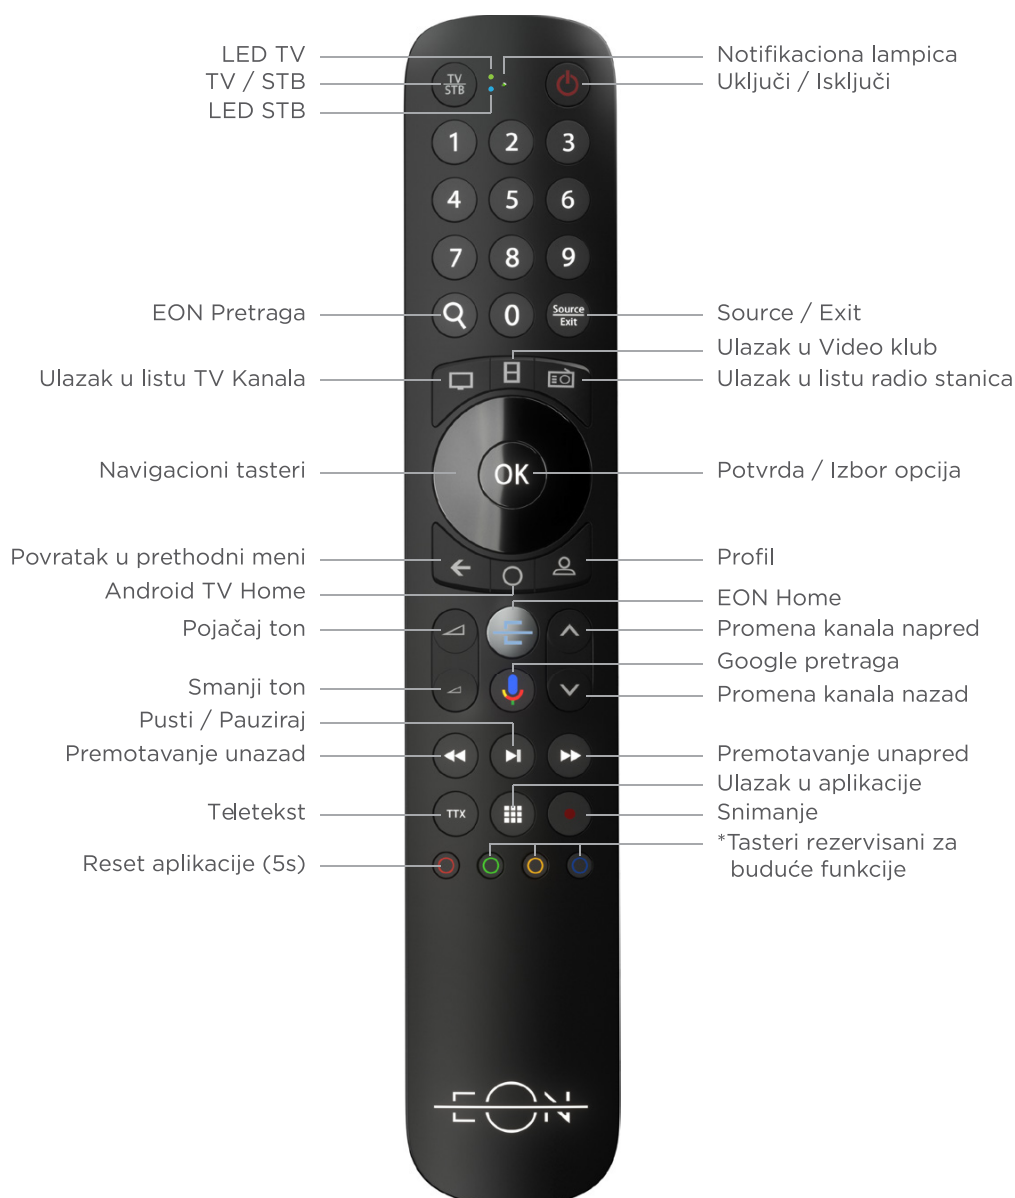 LED TV
Notifikaciona lampica
TV / STB
TV
STB
Uključi / Isključi
LED STB
1 2 3
4 5 6
7 8 9
EON Pretraga
0
Source
Exit
Source / Exit
Ulazak u Video klub
Ulazak u listu TV Kanala
Ulazak u listu radio stanica
Navigacioni tasteri
OK
Potvrda / Izbor opcija
Povratak u prethodni meni
Profil
Android TV Home
EON Home
Pojačaj ton
Promena kanala napred
Google pretraga
Smanji ton
Promena kanala nazad
Pusti / Pauziraj
Premotavanje unazad
Premotavanje unapred
Ulazak u aplikacije
Teletekst
TTX
Snimanje
Reset aplikacije (5s)
*Tasteri rezervisani za
buduće funkcije
EON